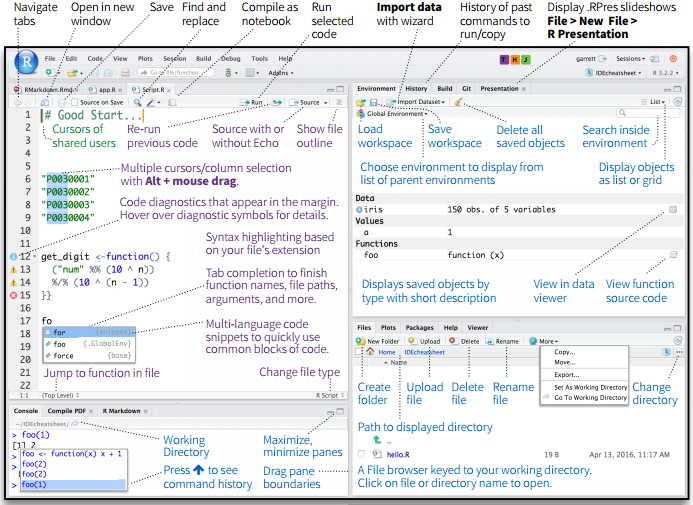 Navigate tabs
Open in new window
Save
Find and replace
Compile as notebook
Run selected code
Import data with wizard
History of past commands to run/copy
Display .RPres slideshows File > New File > R Presentation
R
File Edit Code View Plots Session Build Debug Tools Help
T H J
garrett Sessions
Go to file/function
Addins
IDEcheatsheet
R 3.2.2
RMarkdown.Rmd × app.R × Script.R ×
Source on Save
Run
Source
1 # Good Start...
2
3
4
5
6 "P0030001"
7 "P0030002"
8 "P0030003"
9 "P0030004"
10
11
12 get_digit <-function() {
13 ("num" %% (10 ^ n))
14 %/% (10 ^ (n - 1))
15 }}
16
17 fo
18
19
20
Cursors of shared users
Re-run previous code
Source with or without Echo
Show file outline
Multiple cursors/column selection with Alt + mouse drag.
Code diagnostics that appear in the margin. Hover over diagnostic symbols for details.
Syntax highlighting based on your file's extension
Tab completion to finish function names, file paths, arguments, and more.
for {snippet}
foo {.GlobalEnv}
force {base}
Multi-language code snippets to quickly use common blocks of code.
Jump to function in file
Change file type
1:1 (Top Level)
R Script
Console Compile PDF × R Markdown ×
~/IDEcheatsheet/
> foo(1)
[1] 2
> foo <- function(x) x + 1
foo(2)
foo(2)
> foo(1)
Working Directory
Press ⬆ to see command history
Maximize, minimize panes
Drag pane boundaries
Environment History Build Git Presentation ×
Import Dataset
List
Global Environment
Load workspace
Save workspace
Delete all saved objects
Search inside environment
Choose environment to display from list of parent environments
Display objects as list or grid
Data
iris 150 obs. of 5 variables
Values
a 1
Functions
foo function (x)
Displays saved objects by type with short description
View in data viewer
View function source code
Files Plots Packages Help Viewer
New Folder Upload Delete Rename More
Home IDEcheatsheet
Name
Copy...
Move...
Export...
Set As Working Directory
Go To Working Directory
Create folder
Upload file
Delete file
Rename file
Change directory
Path to displayed directory
..
hello.R 19 B Apr 13, 2016, 11:17 AM
A File browser keyed to your working directory. Click on file or directory name to open.